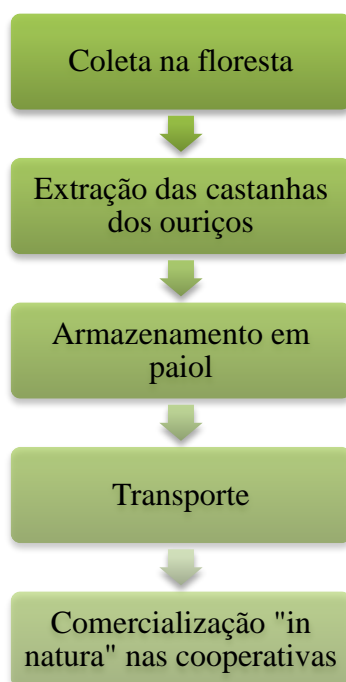 Coleta na floresta
Extração das castanhas
dos ouriços
Armazenamento em
paiol
Transporte
Comercialização "in
natura" nas cooperativas